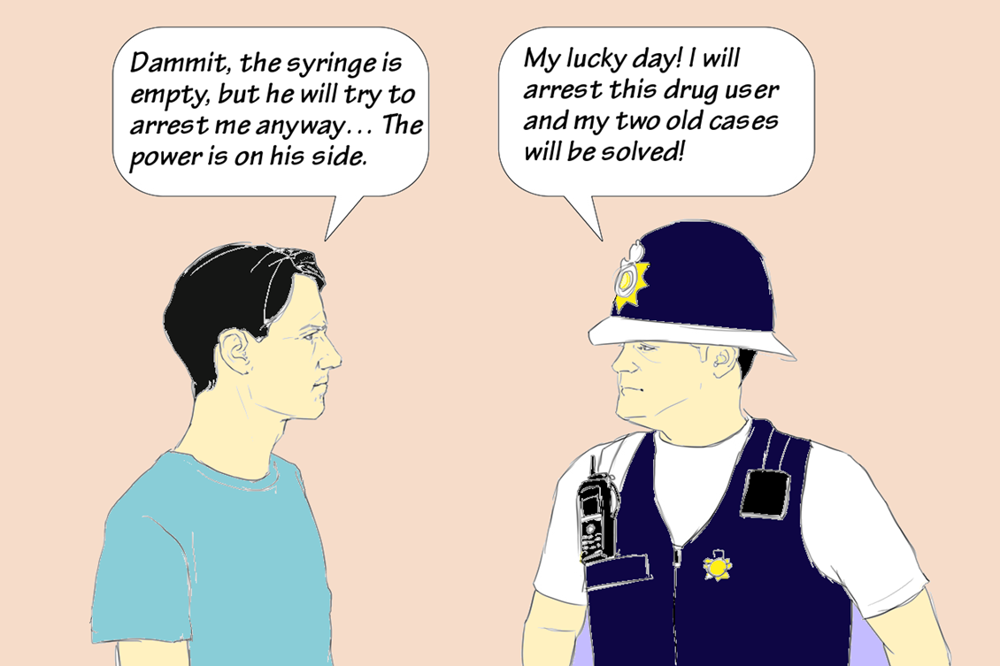 Dammit, the syringe is
empty, but he will try to
arrest me anyway... The
power is on his side.
My lucky day! I will
arrest this drug user
and my two old cases
will be solved!